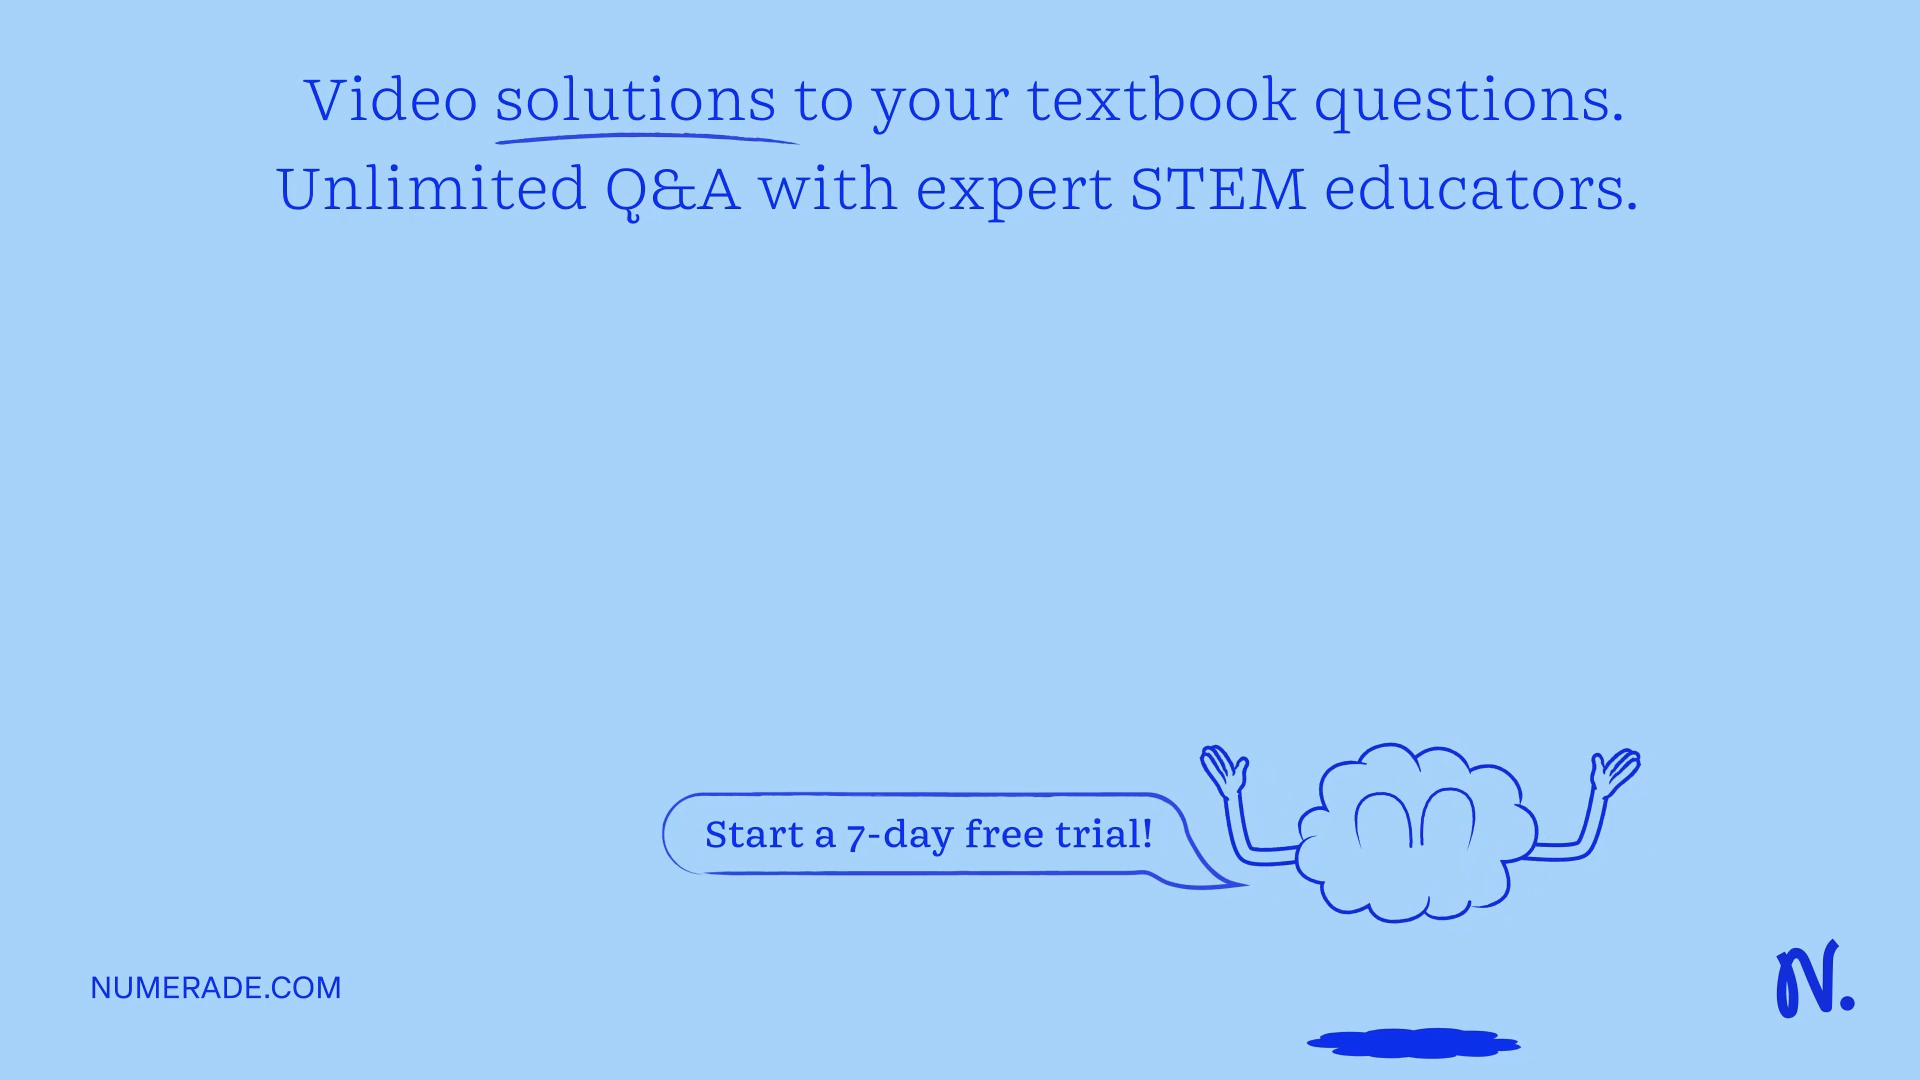 Video solutions to your textbook questions.
Unlimited Q&A with expert STEM educators.
Start a 7-day free trial!
NUMERADE.COM
N.